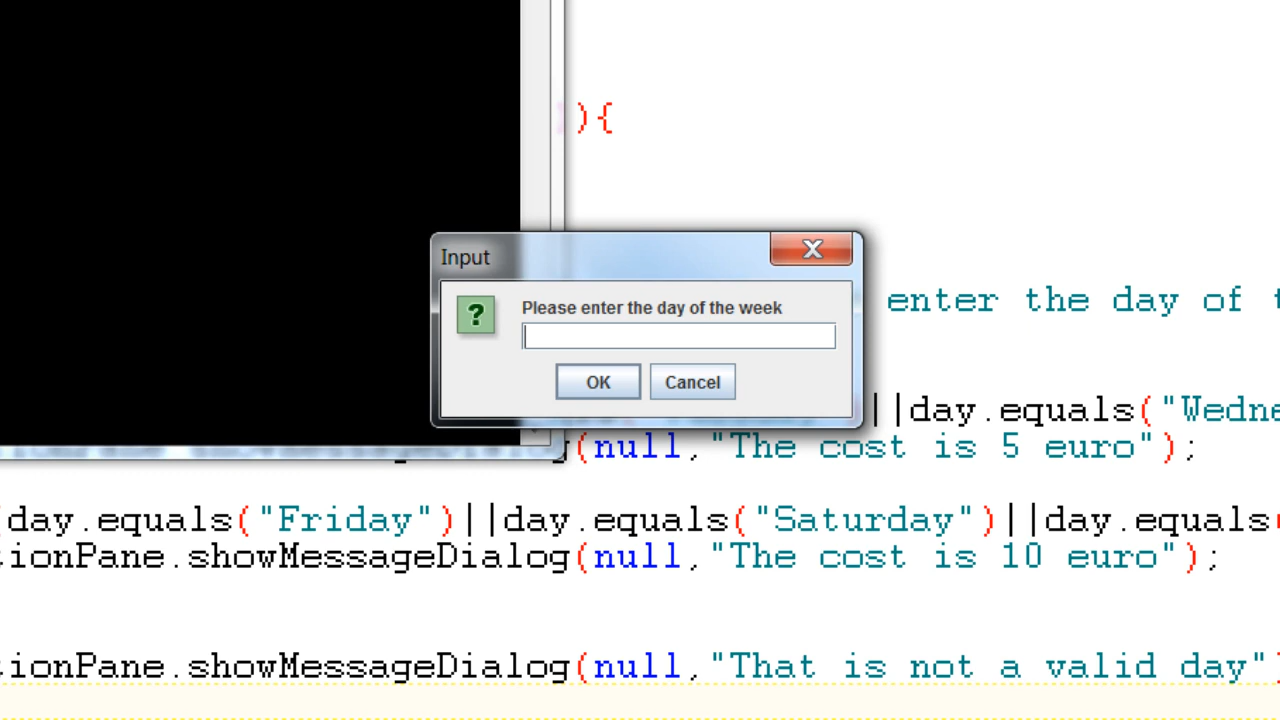 ){
Input
X
?
Please enter the day of the week
enter the day of
OK
Cancel
||day.equals("Wedne
(null,"The cost is 5 euro");
day.equals("Friday")||day.equals("Saturday")||day.equals(
ionPane.showMessageDialog(null,"The cost is 10 euro");
ionPane.showMessageDialog(null,"That is not a valid day")